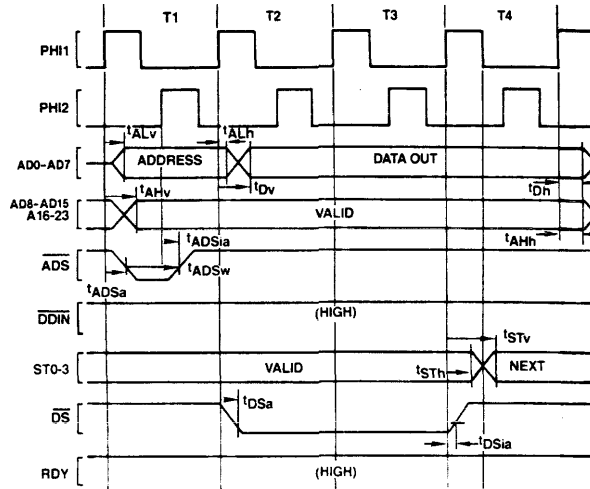 T1 T2 T3 T4
PHI1
PHI2
tALv tALh
AD0-AD7 ADDRESS DATA OUT
tAHv tDv tDh
AD8-AD15
A16-23 VALID
tADSia tAHh
ADS
tADSw
tADSa
DDIN (HIGH)
tSTv
ST0-3 VALID tSTh NEXT
tDSa
DS
tDSia
RDY (HIGH)